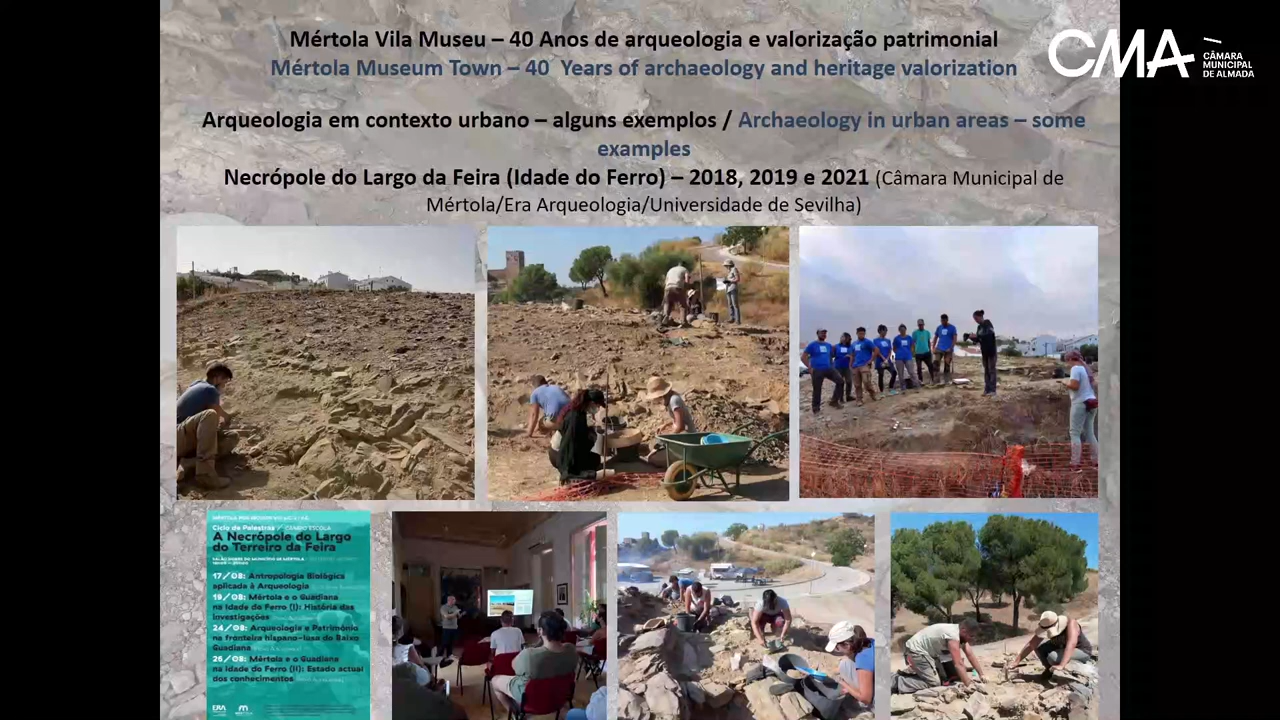 Mértola Vila Museu – 40 Anos de arqueologia e valorização patrimonial
Mértola Museum Town – 40 Years of archaeology and heritage valorization
CMA
CÂMARA
MUNICIPAL
DE ALMADA
Arqueologia em contexto urbano – alguns exemplos / Archaeology in urban areas – some
examples
Necrópole do Largo da Feira (Idade do Ferro) – 2018, 2019 e 2021 (Câmara Municipal de
Mértola/Era Arqueologia/Universidade de Sevilha)
Ciclo de Palestras / CAMPO ESCOLA
A Necrópole do Largo
do Terreiro da Feira
17/08: Antropologia Biológica
aplicada à Arqueologia
19/08: Mértola e o Guadiana
na Idade do Ferro (I): História das
investigações
24/08: Arqueologia e Património
na fronteira hispano-lusa do Baixo
Guadiana
26/08: Mértola e o Guadiana
na Idade do Ferro (II): Estado actual
dos conhecimentos
ERA
MÉRTOLA